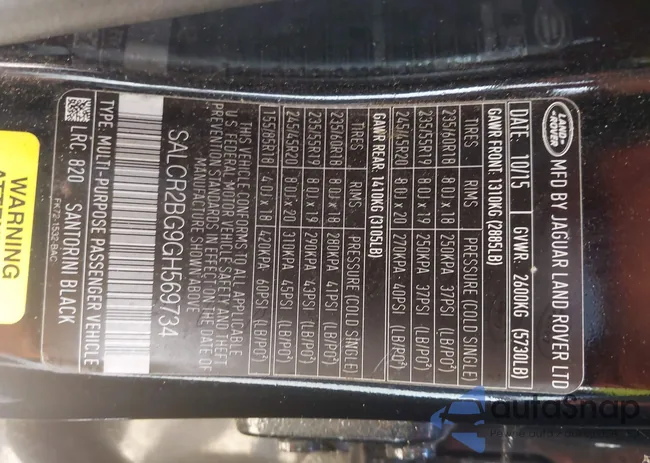 LAND ROVER
MFD BY JAGUAR LAND ROVER LTD
DATE: 10/15 GVWR: 2600KG (5730LB)
GAWR FRONT: 1310KG (2885LB)
TIRES RIMS PRESSURE (COLD SINGLE)
235/60R18 8.0J x 18 250KPA 37PSI (LB/PO²)
235/55R19 8.0J x 19 250KPA 37PSI (LB/PO²)
245/45R20 8.0J x 20 270KPA 40PSI (LB/PO²)
GAWR REAR: 1410KG (3105LB)
TIRES RIMS PRESSURE (COLD SINGLE)
235/60R18 8.0J x 18 280KPA 41PSI (LB/PO²)
235/55R19 8.0J x 19 290KPA 43PSI (LB/PO²)
245/45R20 8.0J x 20 310KPA 45PSI (LB/PO²)
155/85R18 4.0J x 18 420KPA 60PSI (LB/PO²)
THIS VEHICLE CONFORMS TO ALL APPLICABLE
U S FEDERAL MOTOR VEHICLE SAFETY AND THEFT
PREVENTION STANDARDS IN EFFECT ON THE DATE OF
MANUFACTURE SHOWN ABOVE
SALCR2BG9GH569734
TYPE: MULTI-PURPOSE PASSENGER VEHICLE
LRC 820 SANTORINI BLACK
WARNING
autoSnap